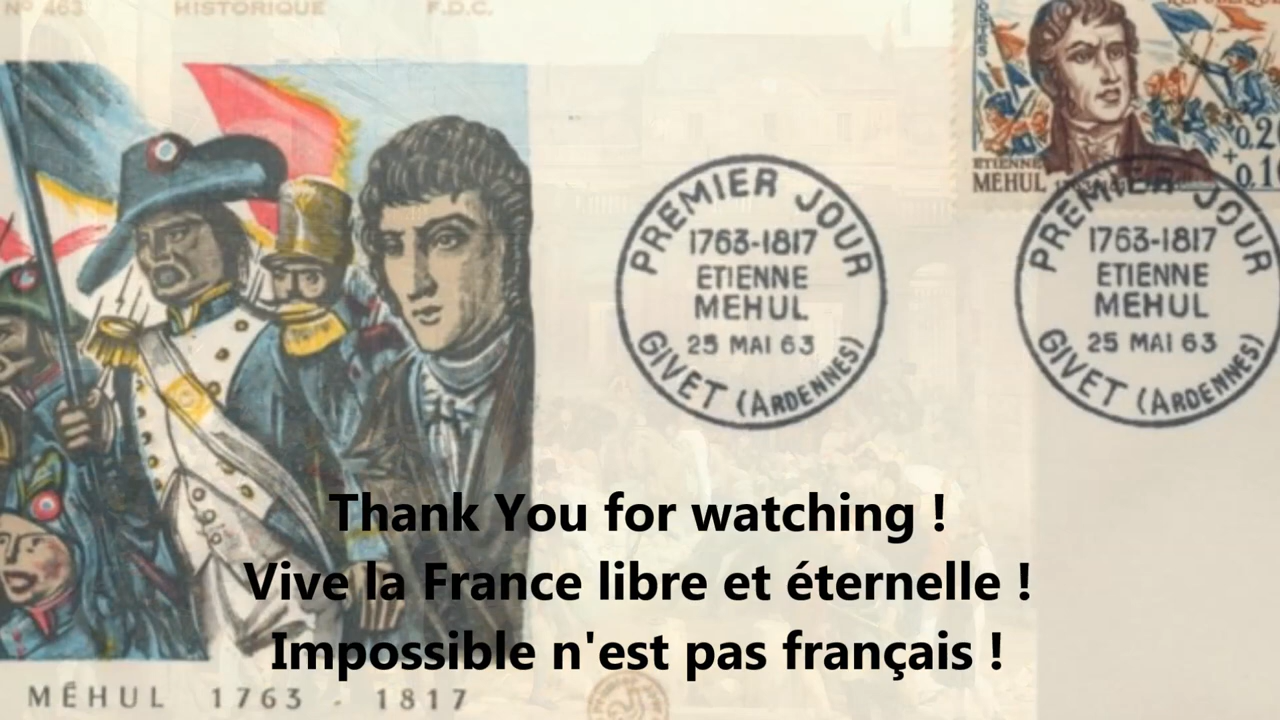 Nº 463
HISTORIQUE
F.D.C.
POSTES
0.20
+
0.10
ETIENNE
MEHUL
PREMIER JOUR
1763-1817
ETIENNE
MEHUL
25 MAI 63
GIVET (ARDENNES)
PREMIER JOUR
1763-1817
ETIENNE
MEHUL
25 MAI 63
GIVET (ARDENNES)
Thank You for watching !
Vive la France libre et éternelle !
Impossible n'est pas français !
MÉHUL 1763 - 1817